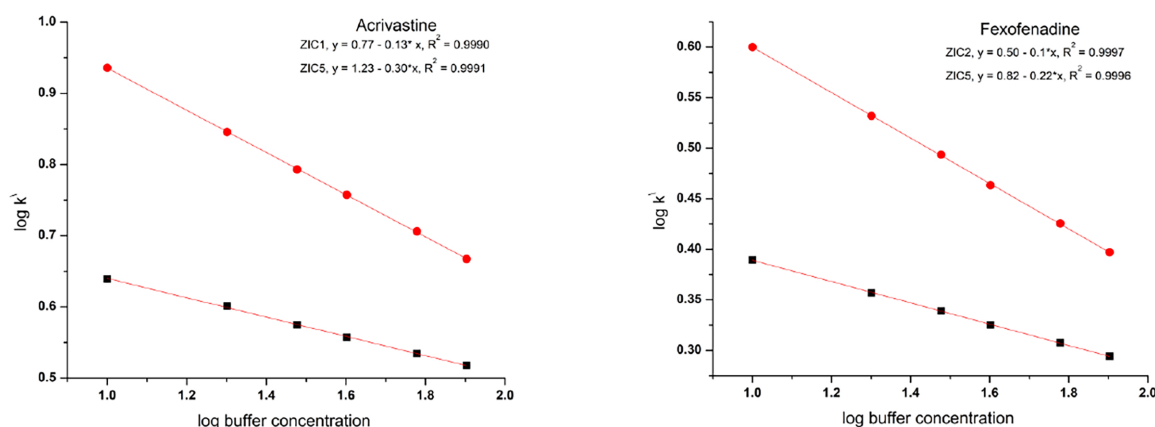 Acrivastine
ZIC1, y = 0.77 - 0.13* x, R² = 0.9990
ZIC5, y = 1.23 - 0.30*x, R² = 0.9991
1.0
0.9
0.8
0.7
0.6
0.5
log k\
1.0 1.2 1.4 1.6 1.8 2.0
log buffer concentration
Fexofenadine
ZIC2, y = 0.50 - 0.1*x, R² = 0.9997
ZIC5, y = 0.82 - 0.22*x, R² = 0.9996
0.60
0.55
0.50
0.45
0.40
0.35
0.30
log k\
1.0 1.2 1.4 1.6 1.8 2.0
log buffer concentration